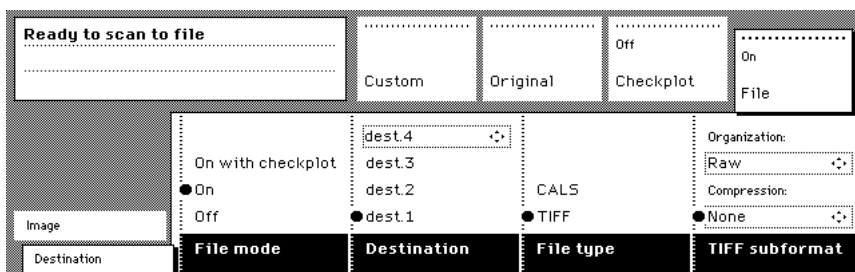 Ready to scan to file
Custom
Original
Off
Checkplot
On
File
Image
Destination
On with checkplot
On
Off
File mode
dest.4
dest.3
dest.2
dest.1
Destination
CALS
TIFF
File type
Organization:
Raw
Compression:
None
TIFF subformat